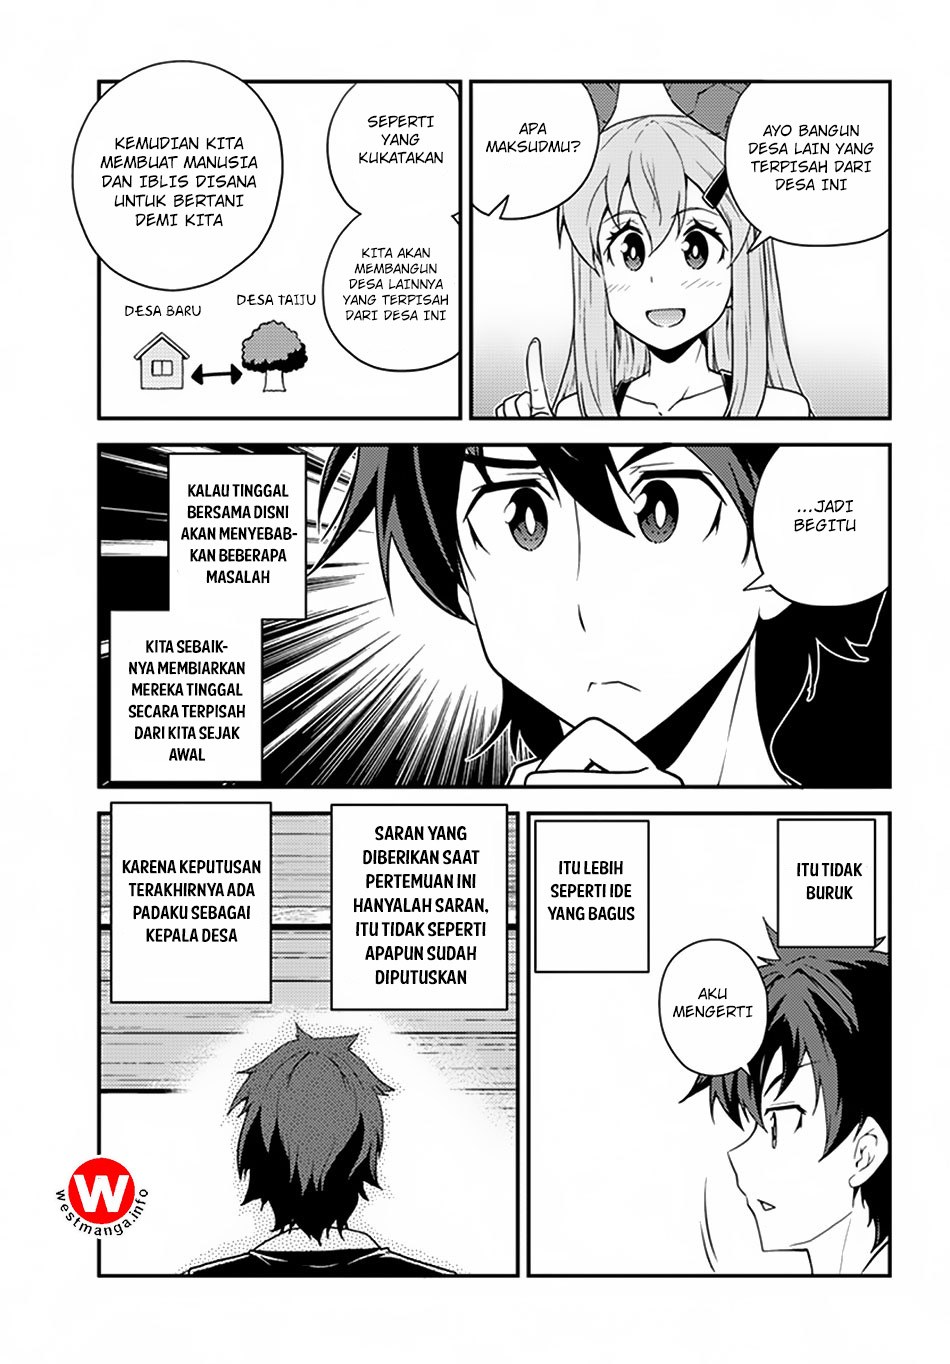 AYO BANGUN
DESA LAIN YANG
TERPISAH DARI
DESA INI
APA
MAKSUDMU?
SEPERTI
YANG
KUKATAKAN
KITA AKAN
MEMBANGUN
DESA LAINNYA
YANG TERPISAH
DARI DESA INI
KEMUDIAN KITA
MEMBUAT MANUSIA
DAN IBLIS DISANA
UNTUK BERTANI
DEMI KITA
DESA TAIJU
DESA BARU
...JADI
BEGITU
KALAU TINGGAL
BERSAMA DISNI
AKAN MENYEBAB-
KAN BEBERAPA
MASALAH
KITA SEBAIK-
NYA MEMBIARKAN
MEREKA TINGGAL
SECARA TERPISAH
DARI KITA SEJAK
AWAL
ITU TIDAK
BURUK
ITU LEBIH
SEPERTI IDE
YANG BAGUS
AKU
MENGERTI
SARAN YANG
DIBERIKAN SAAT
PERTEMUAN INI
HANYALAH SARAN,
ITU TIDAK SEPERTI
APAPUN SUDAH
DIPUTUSKAN
KARENA KEPUTUSAN
TERAKHIRNYA ADA
PADAKU SEBAGAI
KEPALA DESA
W
westmanga.info